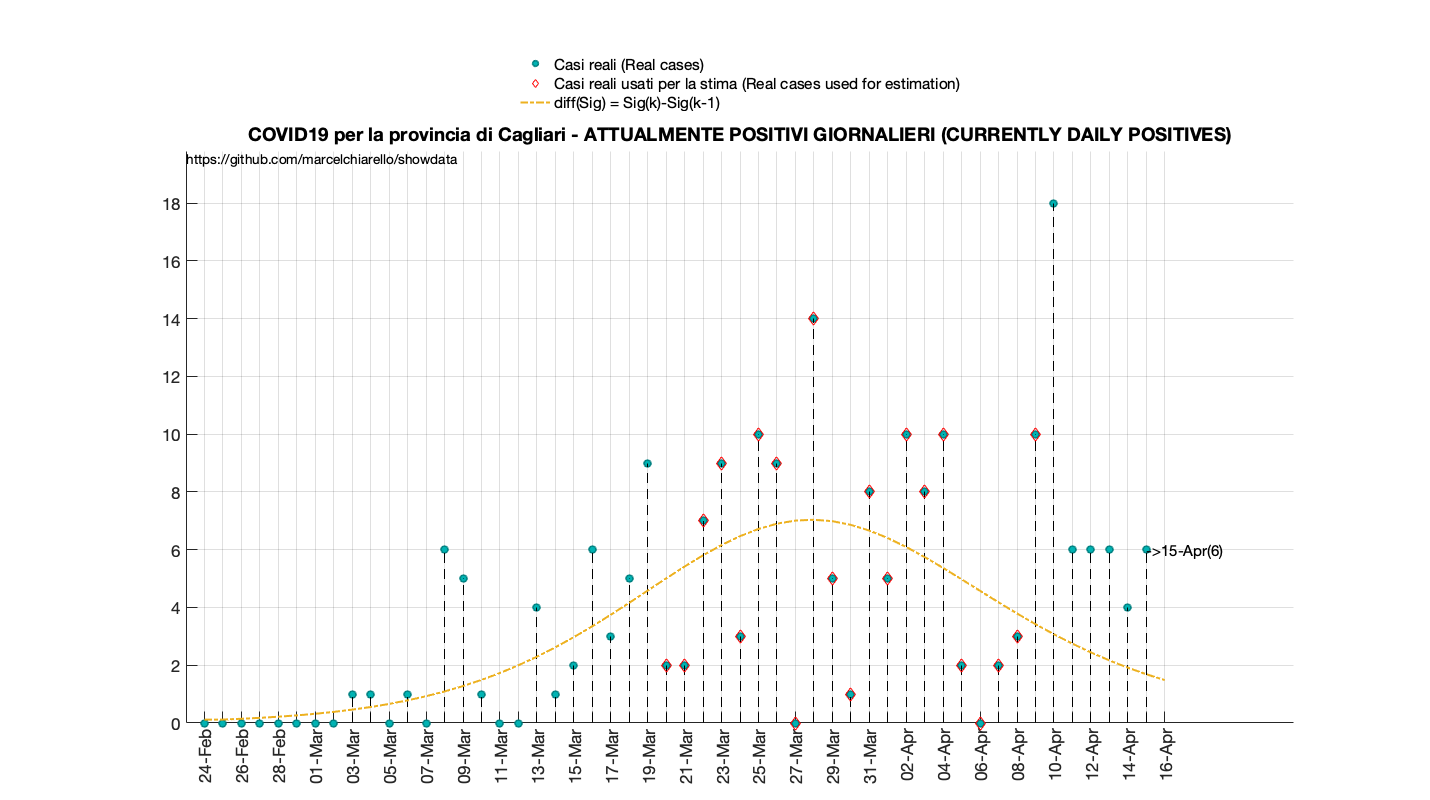 Casi reali (Real cases)
Casi reali usati per la stima (Real cases used for estimation)
diff(Sig) = Sig(k)-Sig(k-1)
COVID19 per la provincia di Cagliari - ATTUALMENTE POSITIVI GIORNALIERI (CURRENTLY DAILY POSITIVES)
https://github.com/marcelchiarello/showdata
18
16
14
12
10
8
6
>15-Apr(6)
4
2
0
24-Feb
26-Feb
28-Feb
01-Mar
03-Mar
05-Mar
07-Mar
09-Mar
11-Mar
13-Mar
15-Mar
17-Mar
19-Mar
21-Mar
23-Mar
25-Mar
27-Mar
29-Mar
31-Mar
02-Apr
04-Apr
06-Apr
08-Apr
10-Apr
12-Apr
14-Apr
16-Apr